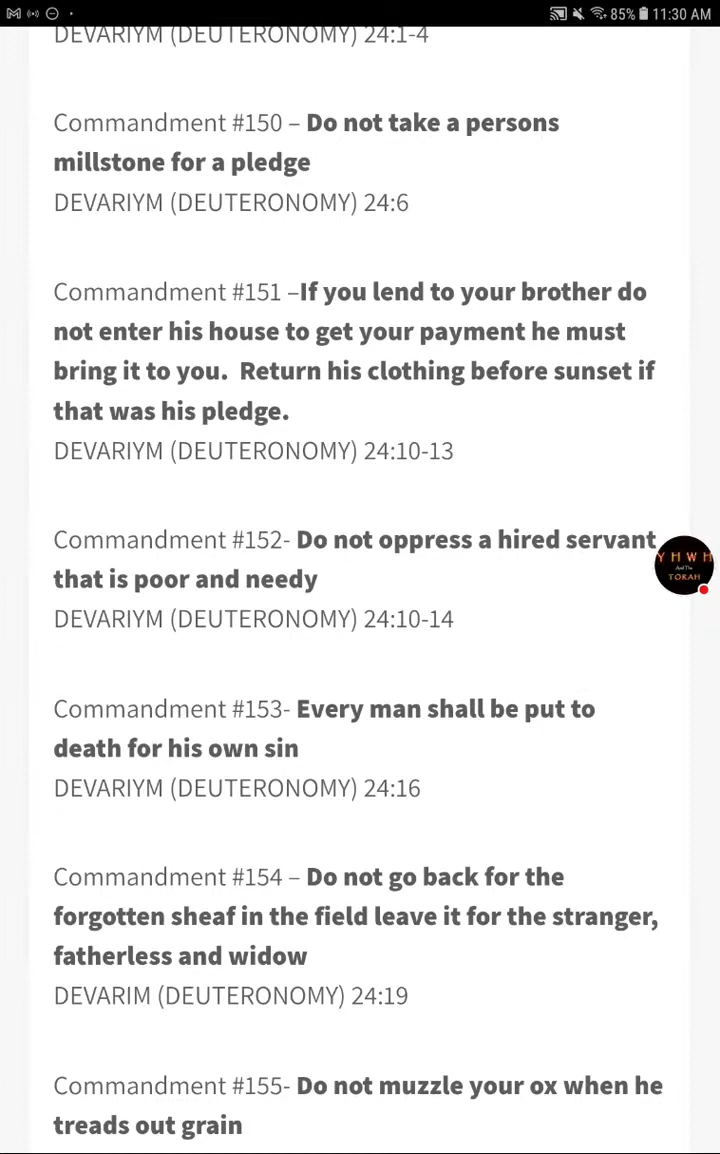 85% 11:30 AM
DEVARIYM (DEUTERONOMY) 24:1-4
Commandment #150 – Do not take a persons
millstone for a pledge
DEVARIYM (DEUTERONOMY) 24:6
Commandment #151 –If you lend to your brother do
not enter his house to get your payment he must
bring it to you.  Return his clothing before sunset if
that was his pledge.
DEVARIYM (DEUTERONOMY) 24:10-13
Commandment #152- Do not oppress a hired servant
that is poor and needy
DEVARIYM (DEUTERONOMY) 24:10-14
YHWH
And The
TORAH
Commandment #153- Every man shall be put to
death for his own sin
DEVARIYM (DEUTERONOMY) 24:16
Commandment #154 – Do not go back for the
forgotten sheaf in the field leave it for the stranger,
fatherless and widow
DEVARIM (DEUTERONOMY) 24:19
Commandment #155- Do not muzzle your ox when he
treads out grain